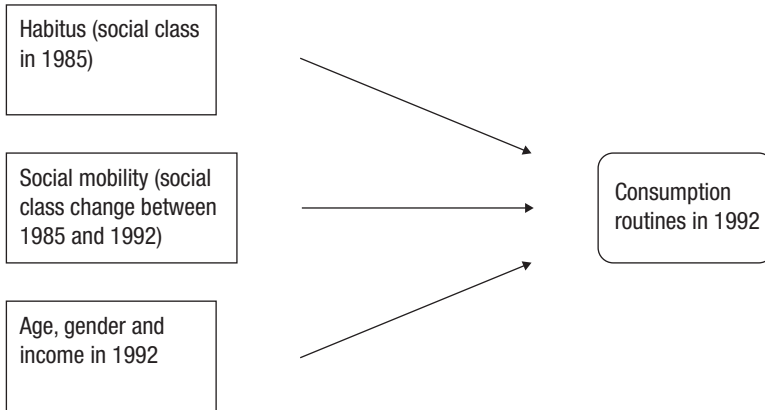 Habitus (social class
in 1985)
Social mobility (social
class change between
1985 and 1992)
Age, gender and
income in 1992
Consumption
routines in 1992